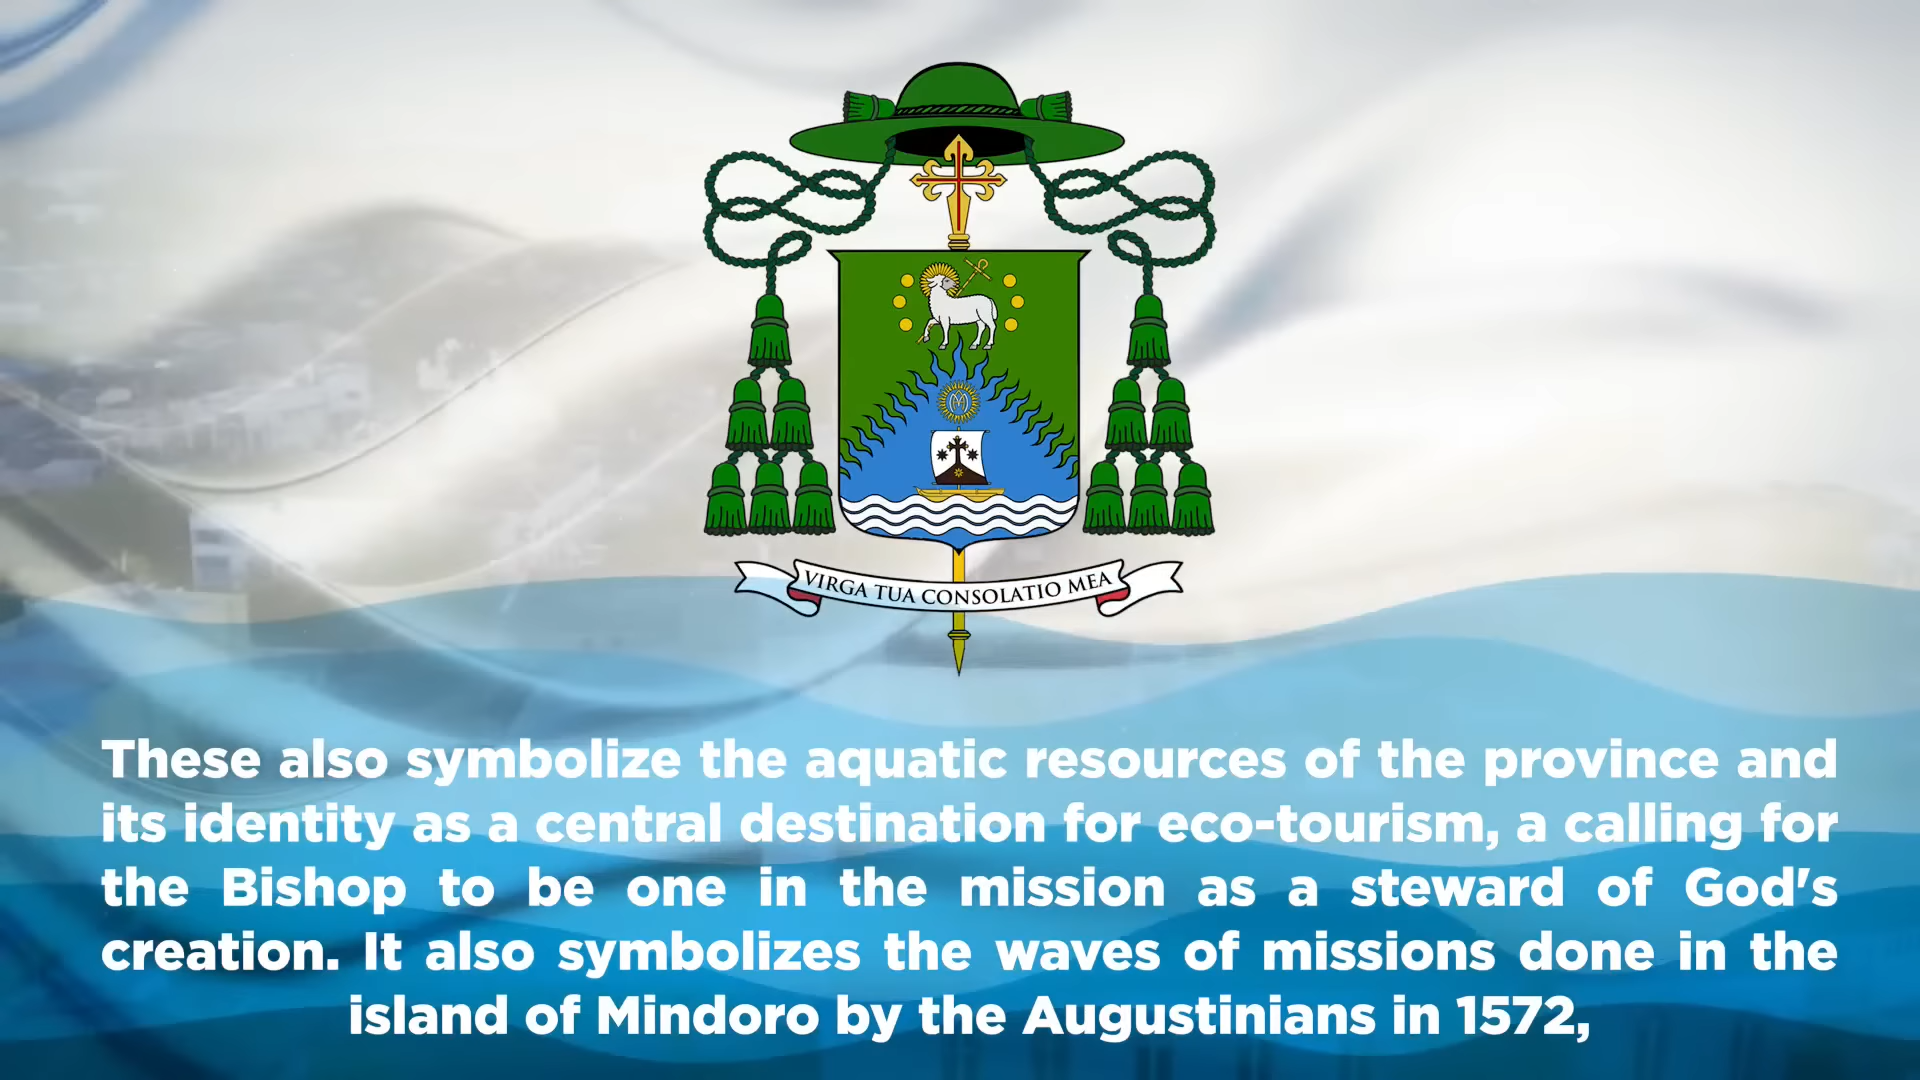 VIRGA TUA CONSOLATIO MEA
These also symbolize the aquatic resources of the province and
its identity as a central destination for eco-tourism, a calling for
the Bishop to be one in the mission as a steward of God's
creation. It also symbolizes the waves of missions done in the
island of Mindoro by the Augustinians in 1572,